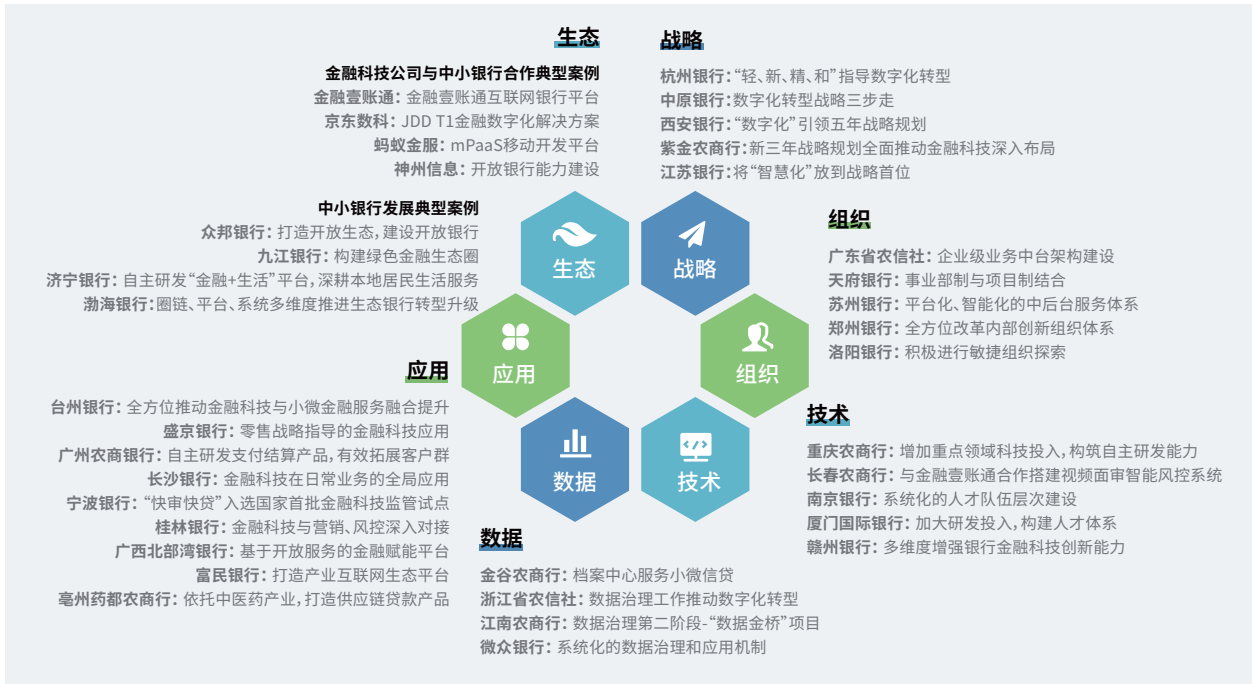 生态
金融科技公司与中小银行合作典型案例
金融壹账通：金融壹账通互联网银行平台
京东数科：JDD T1金融数字化解决方案
蚂蚁金服：mPaaS移动开发平台
神州信息：开放银行能力建设
中小银行发展典型案例
众邦银行：打造开放生态，建设开放银行
九江银行：构建绿色金融生态圈
济宁银行：自主研发“金融+生活”平台，深耕本地居民生活服务
渤海银行：圈链、平台、系统多维度推进生态银行转型升级
战略
杭州银行：“轻、新、精、和”指导数字化转型
中原银行：数字化转型战略三步走
西安银行：“数字化”引领五年战略规划
紫金农商行：新三年战略规划全面推动金融科技深入布局
江苏银行：将“智慧化”放到战略首位
组织
广东省农信社：企业级业务中台架构建设
天府银行：事业部制与项目制结合
苏州银行：平台化、智能化的中后台服务体系
郑州银行：全方位改革内部创新组织体系
洛阳银行：积极进行敏捷组织探索
生态
战略
应用
组织
数据
技术
应用
台州银行：全方位推动金融科技与小微金融服务融合提升
盛京银行：零售战略指导的金融科技应用
广州农商银行：自主研发支付结算产品，有效拓展客户群
长沙银行：金融科技在日常业务的全局应用
宁波银行：“快审快贷”入选国家首批金融科技监管试点
桂林银行：金融科技与营销、风控深入对接
广西北部湾银行：基于开放服务的金融赋能平台
富民银行：打造产业互联网生态平台
亳州药都农商行：依托中医药产业，打造供应链贷款产品
技术
重庆农商行：增加重点领域科技投入，构筑自主研发能力
长春农商行：与金融壹账通合作搭建视频面审智能风控系统
南京银行：系统化的人才队伍层次建设
厦门国际银行：加大研发投入，构建人才体系
赣州银行：多维度增强银行金融科技创新能力
数据
金谷农商行：档案中心服务小微信贷
浙江省农信社：数据治理工作推动数字化转型
江南农商行：数据治理第二阶段-“数据金桥”项目
微众银行：系统化的数据治理和应用机制